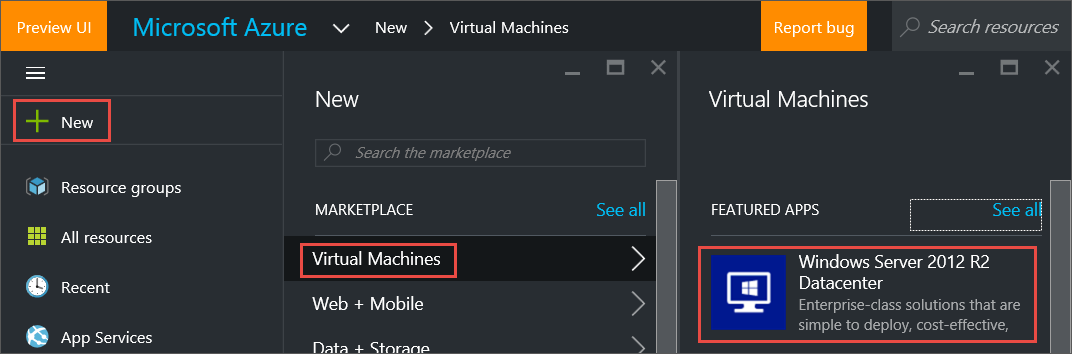 Preview UI
Microsoft Azure
New
Virtual Machines
Report bug
Search resources
New
Resource groups
All resources
Recent
App Services
New
Search the marketplace
MARKETPLACE
See all
Virtual Machines
Web + Mobile
Data + Storage
Virtual Machines
FEATURED APPS
See all
Windows Server 2012 R2
Datacenter
Enterprise-class solutions that are
simple to deploy, cost-effective,